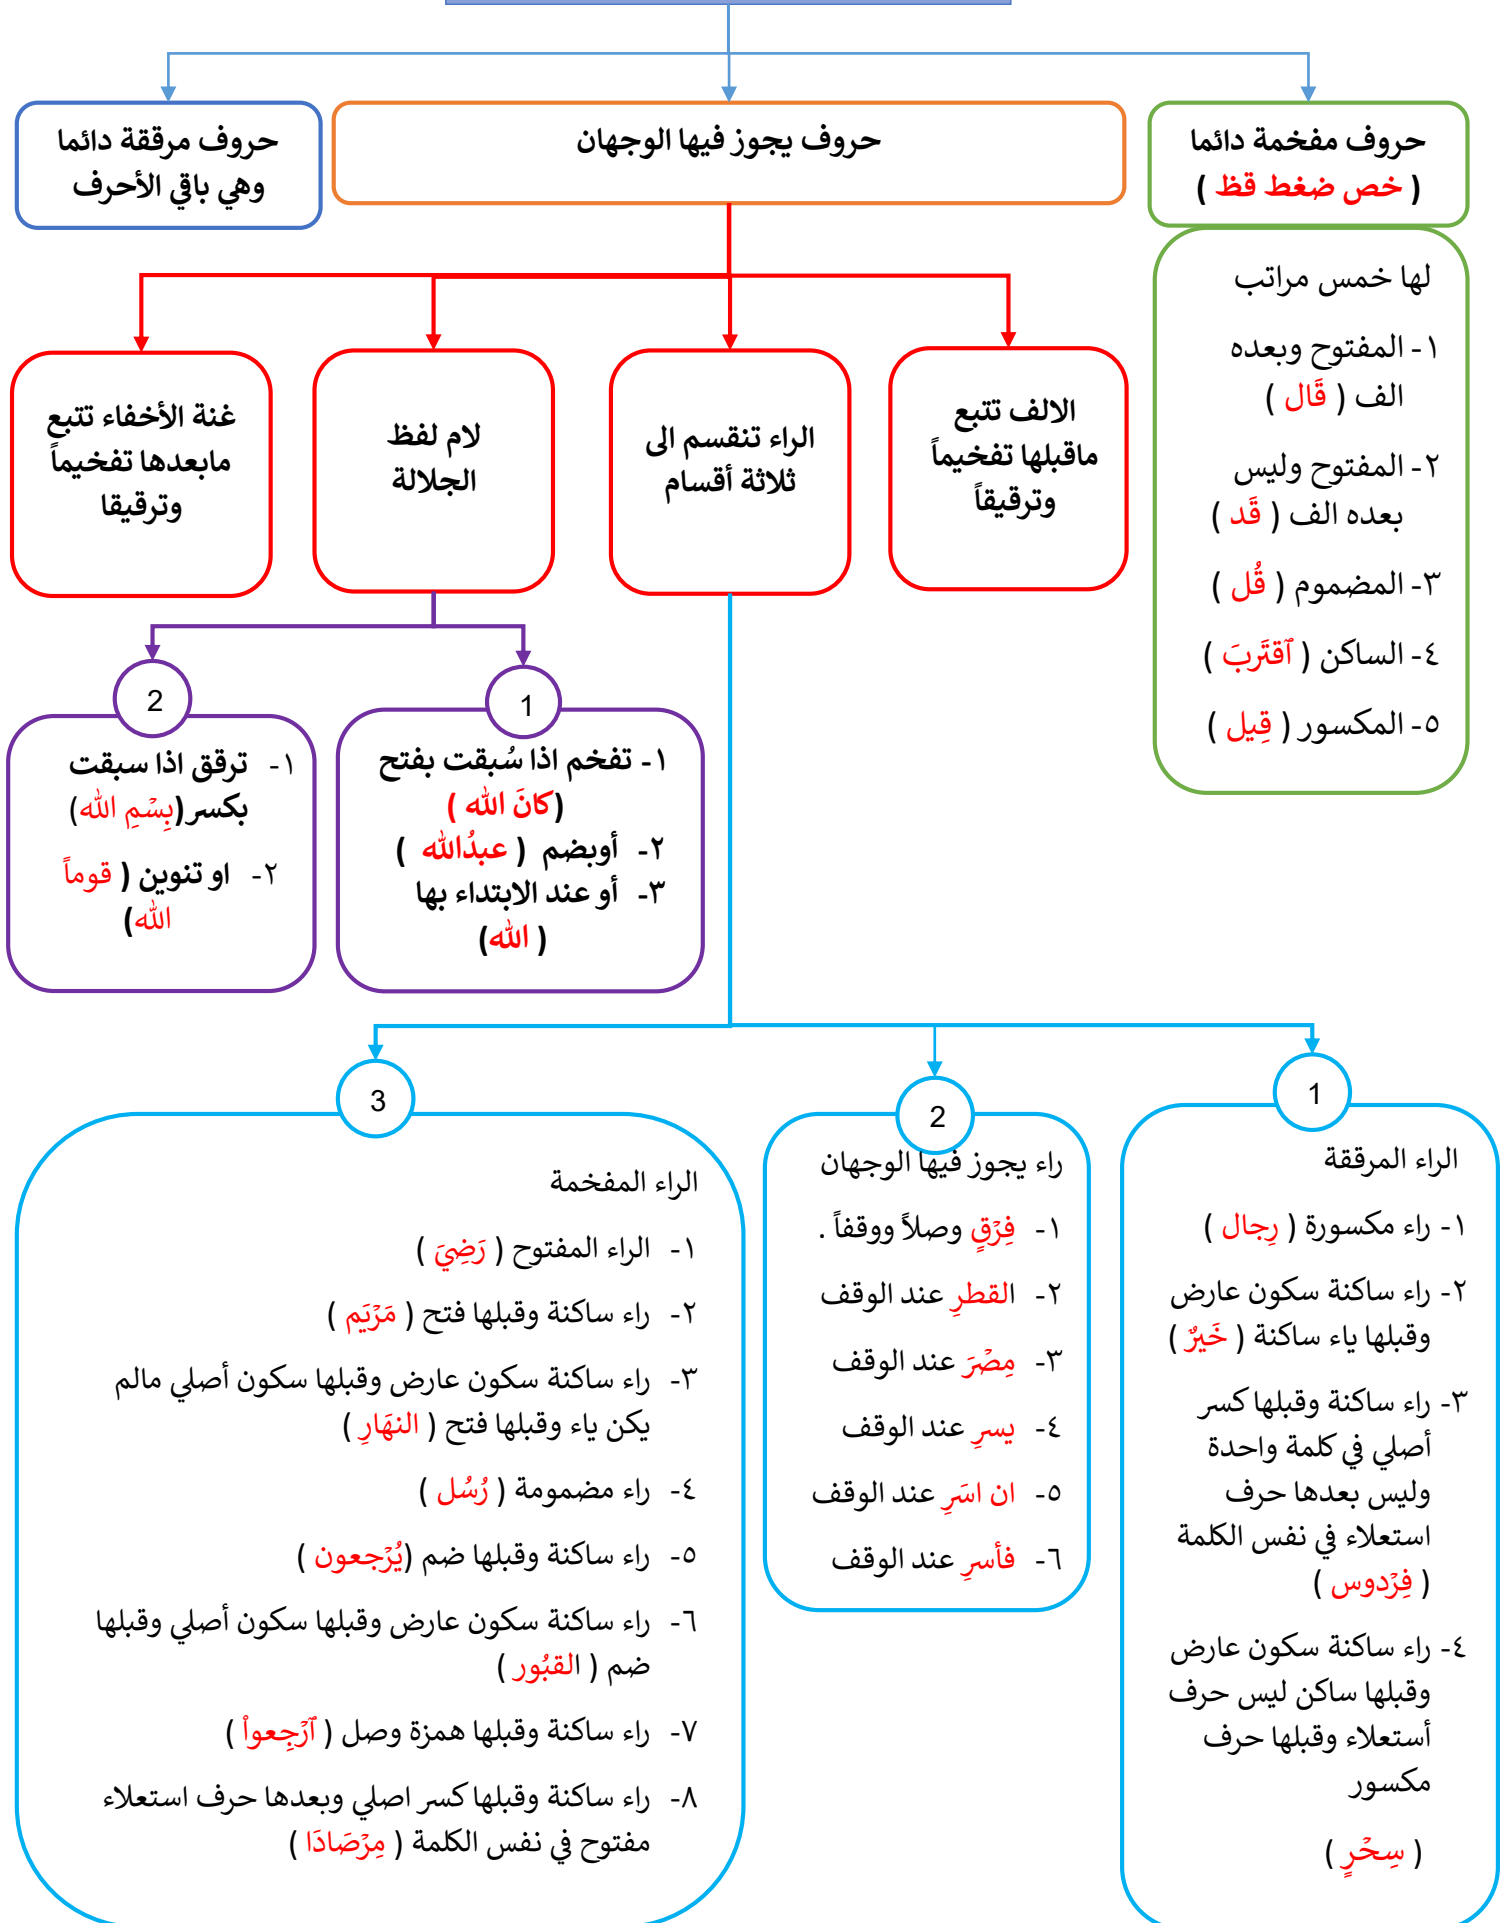 حروف مفخمة دائما
( خص ضغط قظ )
حروف يجوز فيها الوجهان
حروف مرققة دائما
وهي باقي الأحرف
لها خمس مراتب
١- المفتوح وبعده
الف ( قَال )
٢- المفتوح وليس
بعده الف ( قَد )
٣- المضموم ( قُل )
٤- الساكن ( ٱقتَربَ )
٥- المكسور ( قِيل )
الالف تتبع
ماقبلها تفخيماً
وترقيقاً
الراء تنقسم الى
ثلاثة أقسام
لام لفظ
الجلالة
غنة الأخفاء تتبع
مابعدها تفخيماً
وترقيقا
1
١- تفخم اذا سُبقت بفتح
(كانَ الله )
٢- أوبضم ( عبدُالله )
٣- أو عند الابتداء بها
( الله)
2
١- ترقق اذا سبقت
بكسر(بِسْمِ الله)
٢- او تنوين ( قوماً
الله)
1
الراء المرققة
١- راء مكسورة ( رِجال )
٢- راء ساكنة سكون عارض
وقبلها ياء ساكنة ( خَيرٌ )
٣- راء ساكنة وقبلها كسر
أصلي في كلمة واحدة
وليس بعدها حرف
استعلاء في نفس الكلمة
( فِرْدوس )
٤- راء ساكنة سكون عارض
وقبلها ساكن ليس حرف
أستعلاء وقبلها حرف
مكسور
( سِحْرٍ )
2
راء يجوز فيها الوجهان
١- فِرْقٍ وصلاً ووقفاً .
٢- القطرِ عند الوقف
٣- مِصْرَ عند الوقف
٤- يسرِ عند الوقف
٥- ان اسَرِ عند الوقف
٦- فأسرِ عند الوقف
3
الراء المفخمة
١- الراء المفتوح ( رَضِيَ )
٢- راء ساكنة وقبلها فتح ( مَرْيَم )
٣- راء ساكنة سكون عارض وقبلها سكون أصلي مالم
يكن ياء وقبلها فتح ( النهَارِ )
٤- راء مضمومة ( رُسُل )
٥- راء ساكنة وقبلها ضم (يُرْجعون )
٦- راء ساكنة سكون عارض وقبلها سكون أصلي وقبلها
ضم ( القبُور )
٧- راء ساكنة وقبلها همزة وصل ( ٱرْجِعواْ )
٨- راء ساكنة وقبلها كسر اصلي وبعدها حرف استعلاء
مفتوح في نفس الكلمة ( مِرْصَادَا )